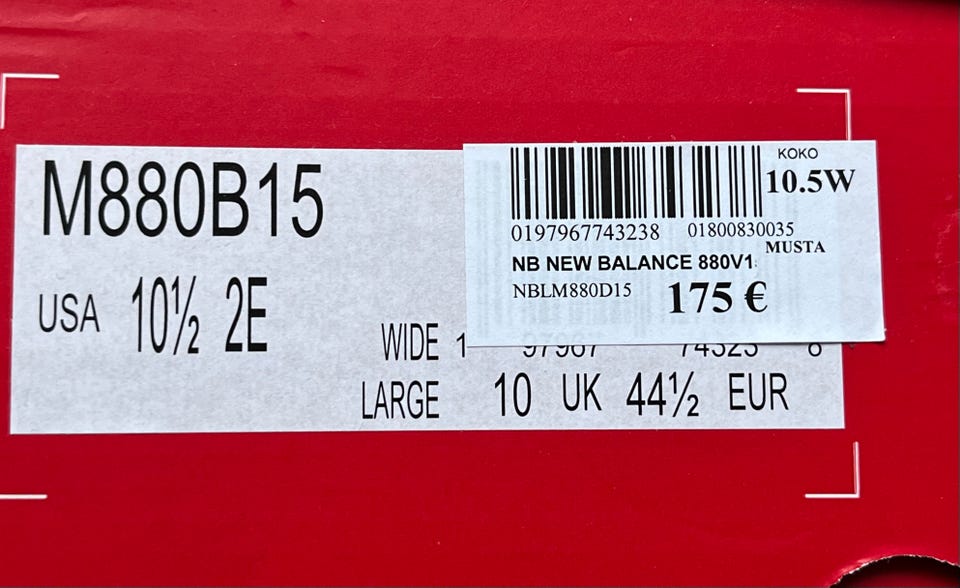 M880B15
USA 10½ 2E
WIDE 1
LARGE 10 UK 44½ EUR
KOKO
10.5W
0197967743238 01800830035
MUSTA
NB NEW BALANCE 880V1
NBLM880D15 175 €